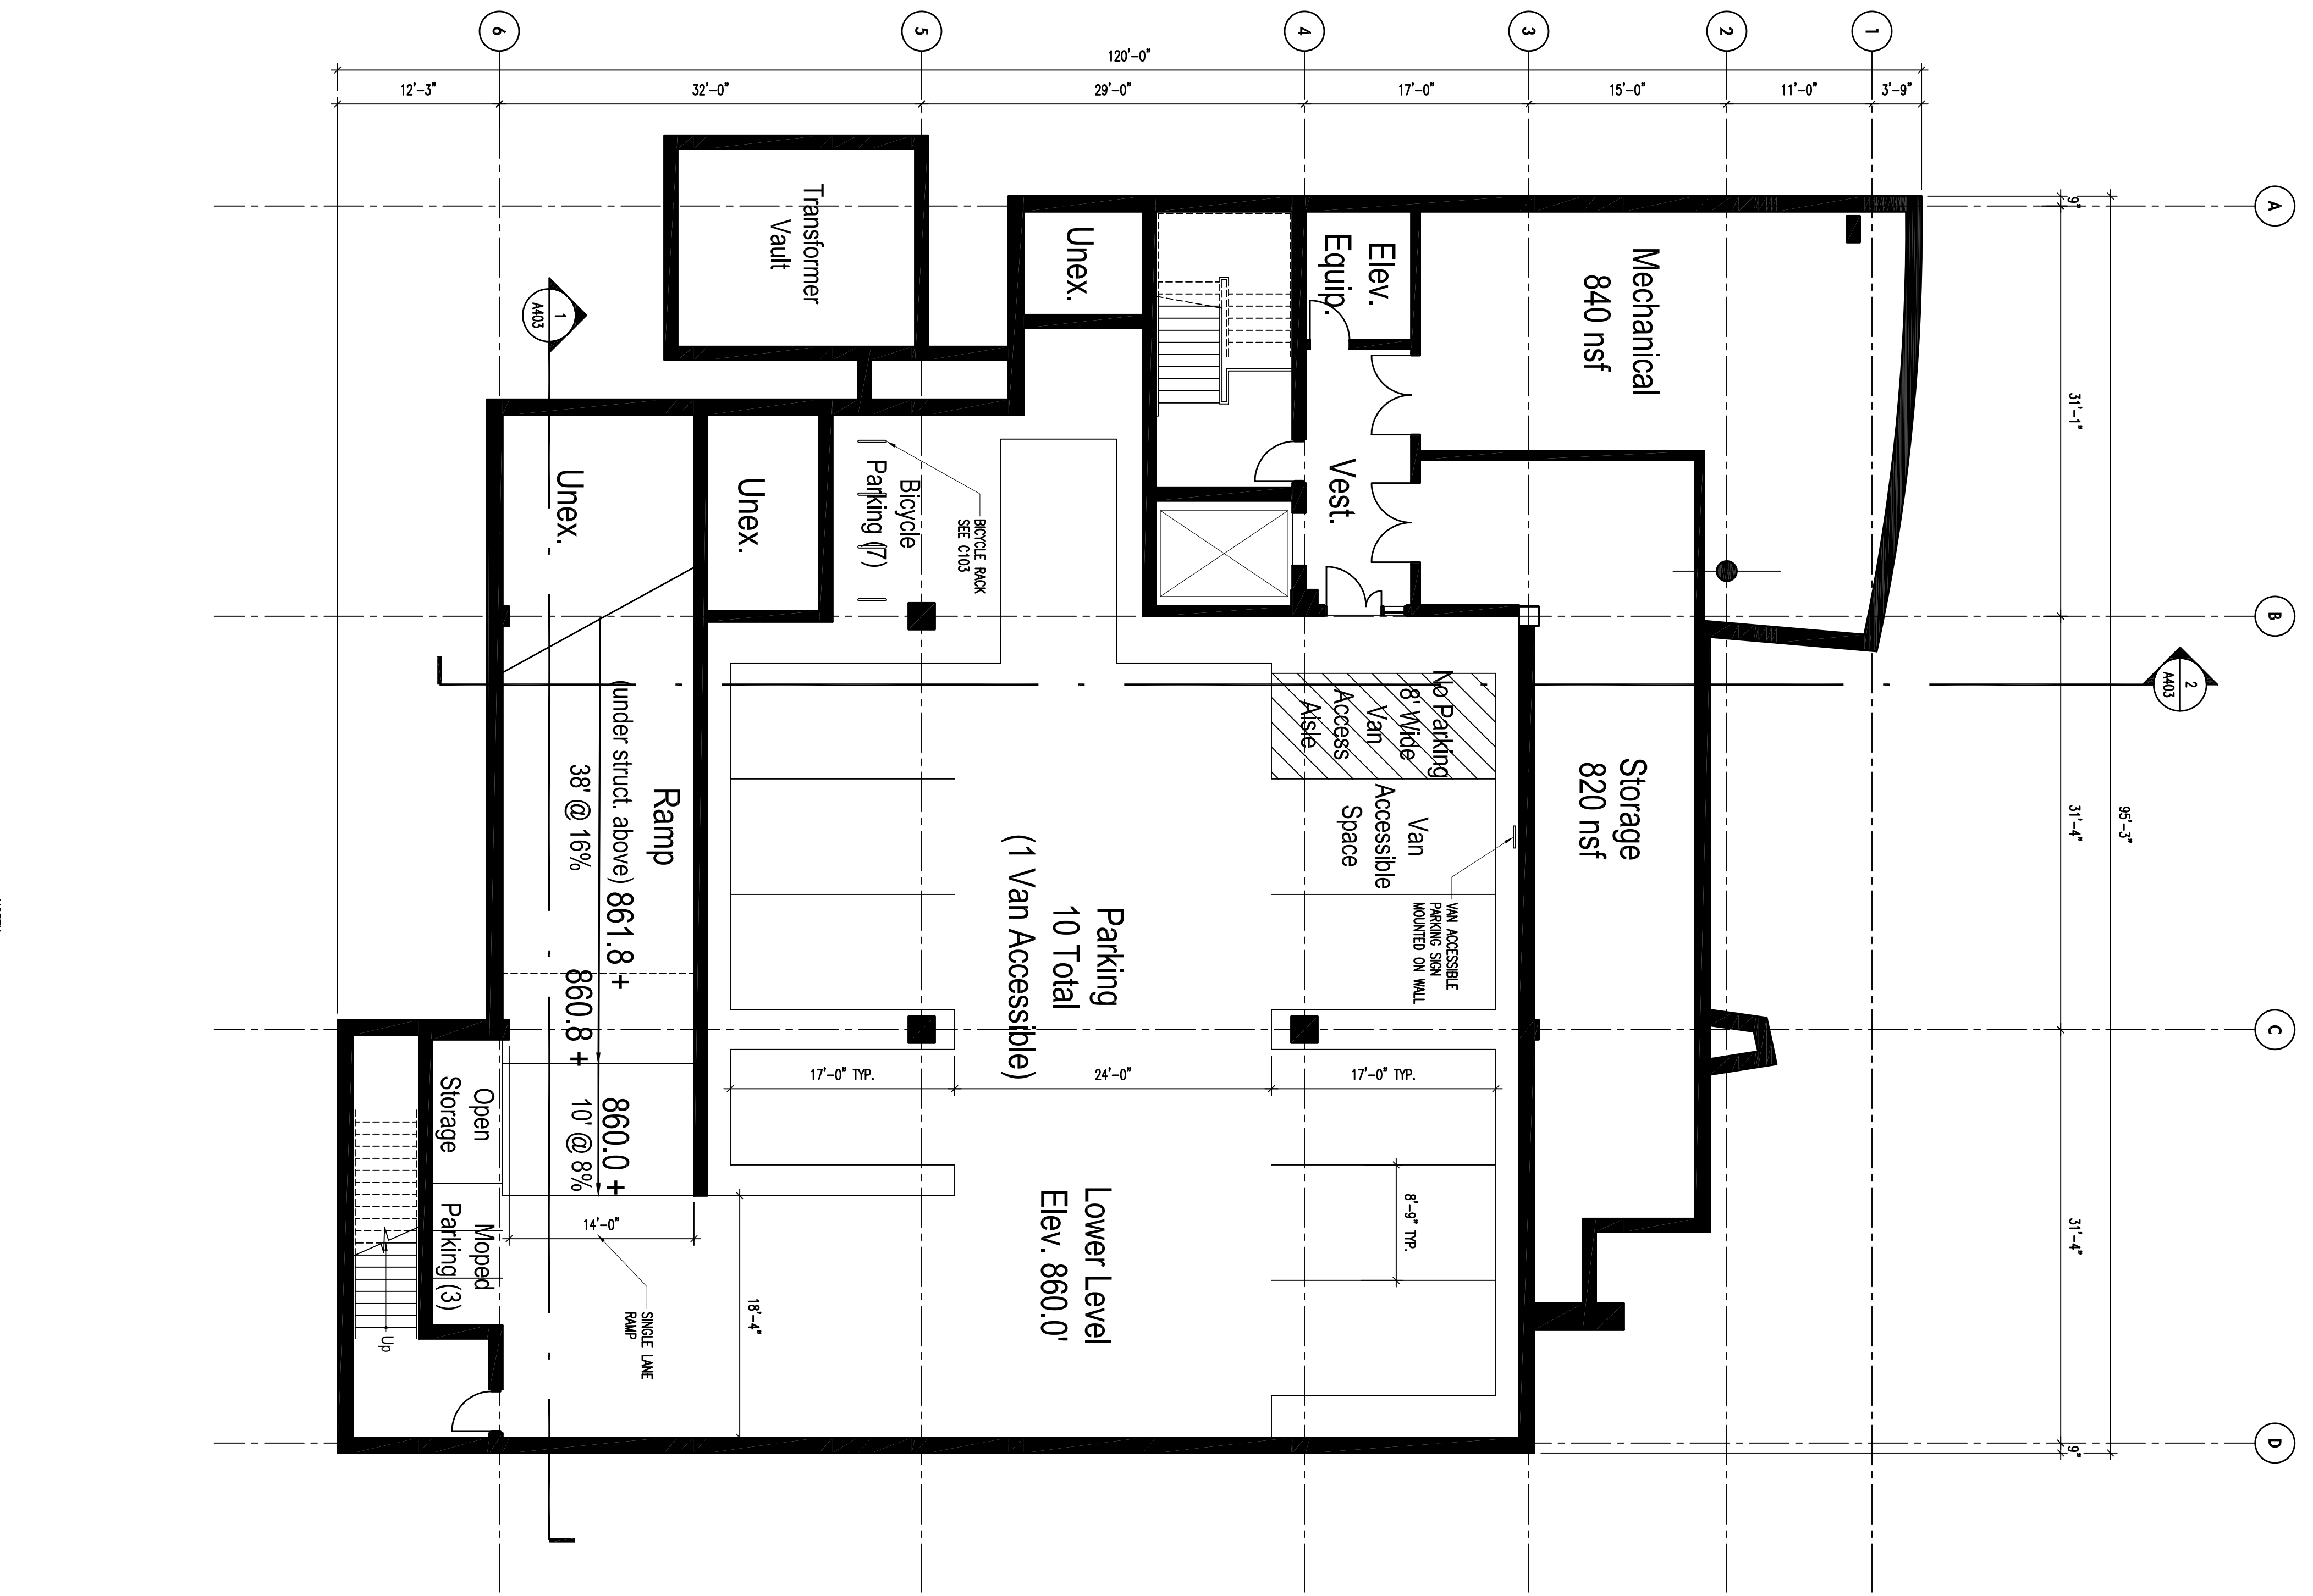 6
5
4
3
2
1
120'-0"
12'-3"
32'-0"
29'-0"
17'-0"
15'-0"
11'-0"
3'-9"
A
B
C
D
9"
31'-1"
31'-4"
31'-4"
9"
95'-3"
1
A403
2
A403
Transformer
Vault
Unex.
Elev.
Equip.
Mechanical
840 nsf
Vest.
Unex.
Unex.
Bicycle
Parking (7)
BICYCLE RACK
SEE C103
No Parking
8' Wide
Van
Access
Aisle
Van
Accessible
Space
VAN ACCESSIBLE
PARKING SIGN
MOUNTED ON WALL
Storage
820 nsf
Ramp
(under struct. above)
38' @ 16%
861.8 +
860.8 +
860.0 +
10' @ 8%
Parking
10 Total
(1 Van Accessible)
17'-0" TYP.
24'-0"
17'-0" TYP.
8'-9" TYP.
Lower Level
Elev. 860.0'
14'-0"
18'-4"
SINGLE LANE
RAMP
Open
Storage
Moped
Parking (3)
Up